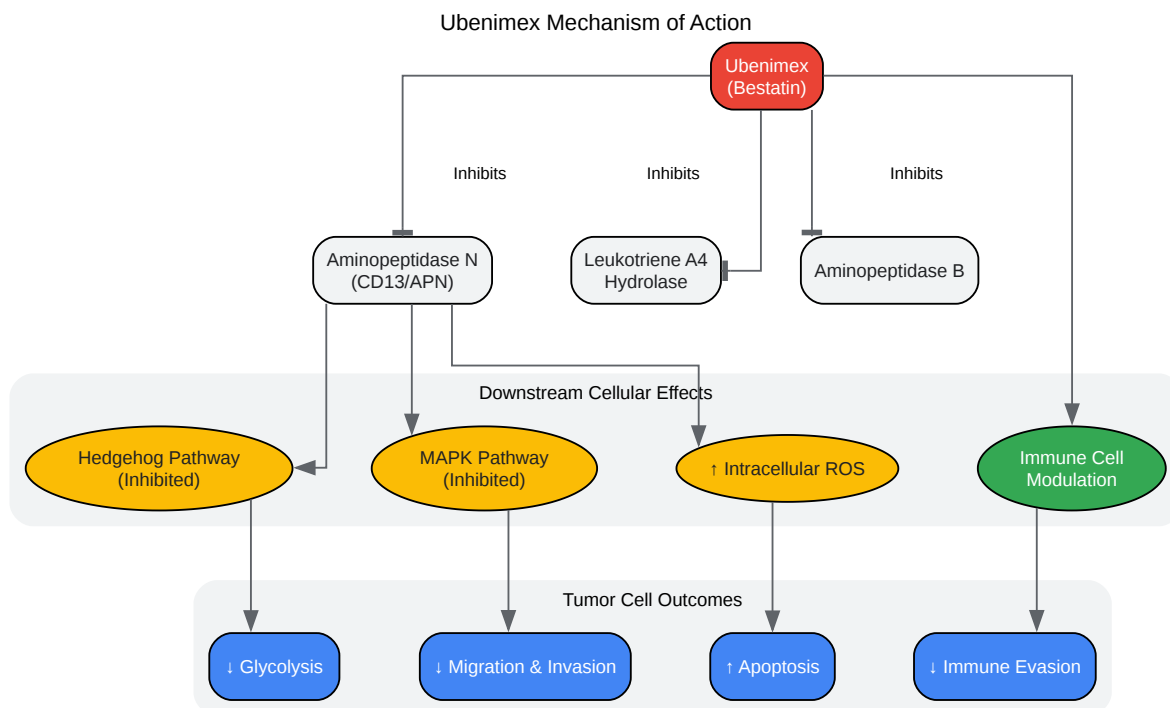 Ubenimex Mechanism of Action
Ubenimex
(Bestatin)
Inhibits
Inhibits
Inhibits
Aminopeptidase N
(CD13/APN)
Leukotriene A4
Hydrolase
Aminopeptidase B
Downstream Cellular Effects
Hedgehog Pathway
(Inhibited)
MAPK Pathway
(Inhibited)
↑ Intracellular ROS
Immune Cell
Modulation
Tumor Cell Outcomes
↓ Glycolysis
↓ Migration & Invasion
↑ Apoptosis
↓ Immune Evasion